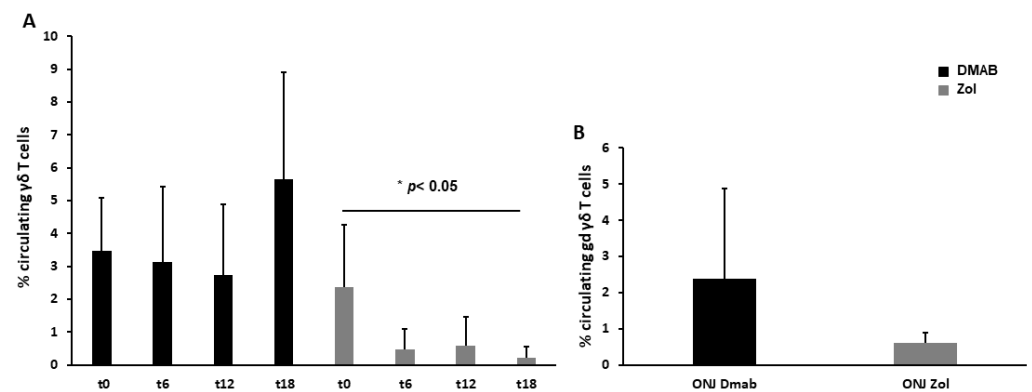 A
% circulating γδ T cells
10
9
8
7
6
5
4
3
2
1
0
* p< 0.05
t0 t6 t12 t18 t0 t6 t12 t18
DMAB
Zol
B
% circulating gd γδ T cells
6
5
4
3
2
1
0
ONJ Dmab ONJ Zol